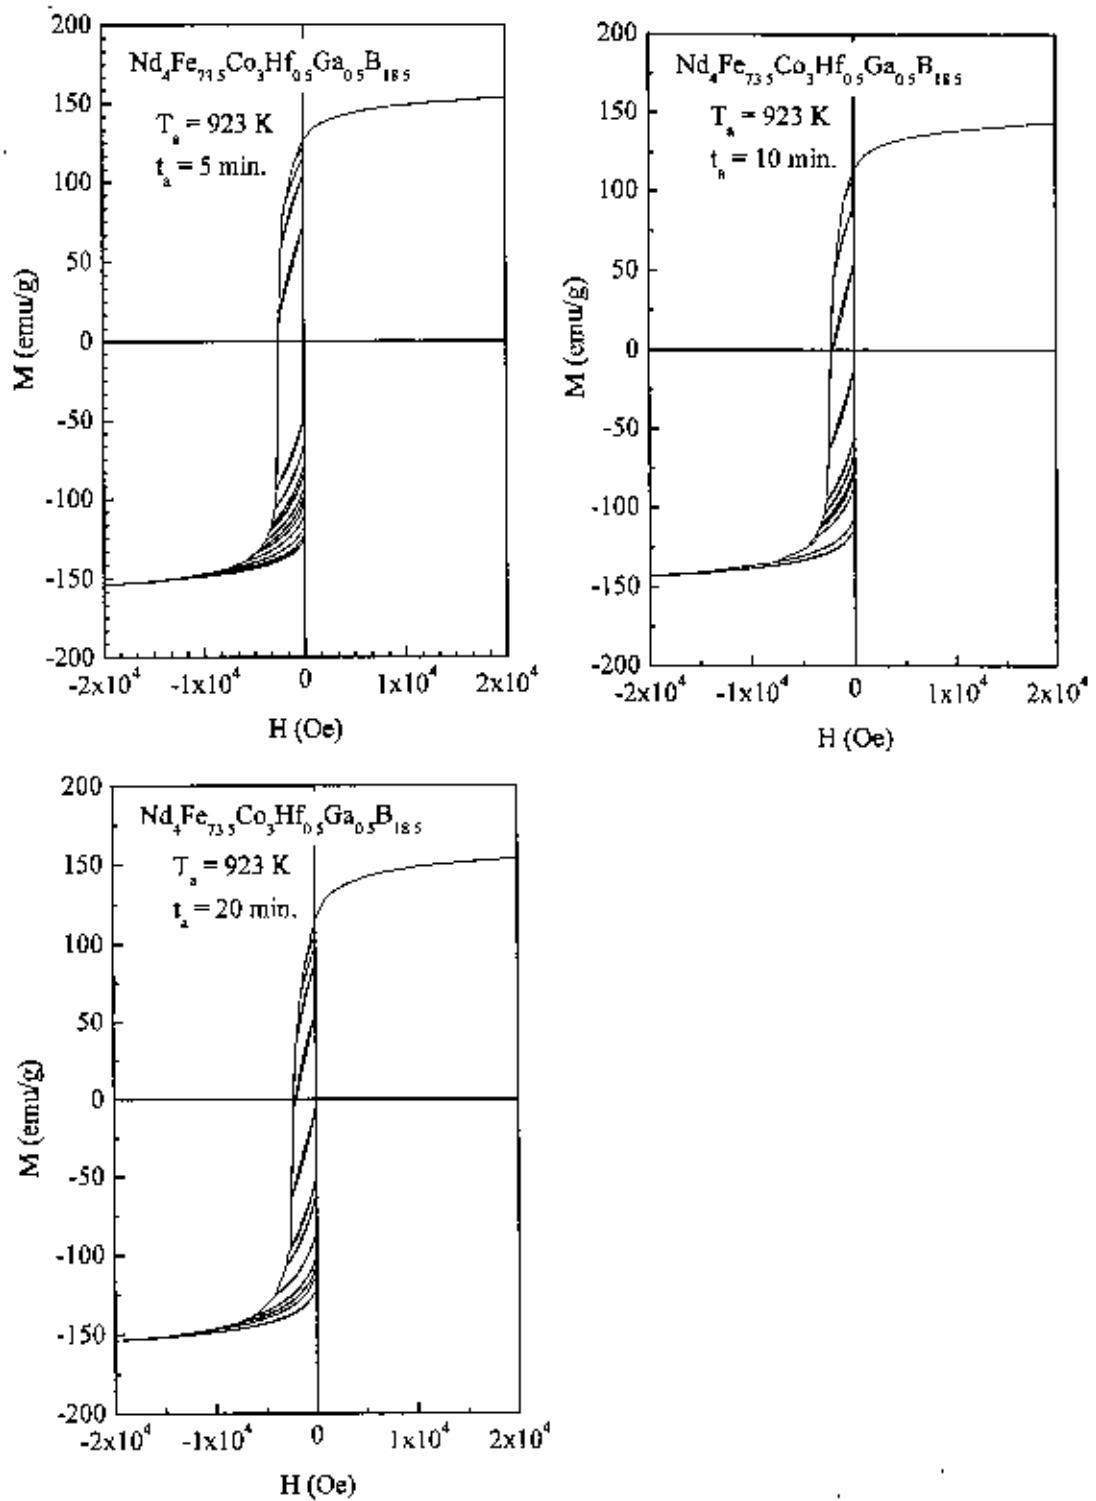 200
150
100
50
0
-50
-100
-150
-200
M (emu/g)
Nd₄Fe₇₃.₅Co₃Hf₀.₅Ga₀.₅B₁₈.₅
Tₐ = 923 K
tₐ = 5 min.
-2x10⁴ -1x10⁴ 0 1x10⁴ 2x10⁴
H (Oe)
200
150
100
50
0
-50
-100
-150
-200
M (emu/g)
Nd₄Fe₇₃.₅Co₃Hf₀.₅Ga₀.₅B₁₈.₅
Tₐ = 923 K
tₐ = 10 min.
-2x10⁴ -1x10⁴ 0 1x10⁴ 2x10⁴
H (Oe)
200
150
100
50
0
-50
-100
-150
-200
M (emu/g)
Nd₄Fe₇₃.₅Co₃Hf₀.₅Ga₀.₅B₁₈.₅
Tₐ = 923 K
tₐ = 20 min.
-2x10⁴ -1x10⁴ 0 1x10⁴ 2x10⁴
H (Oe)